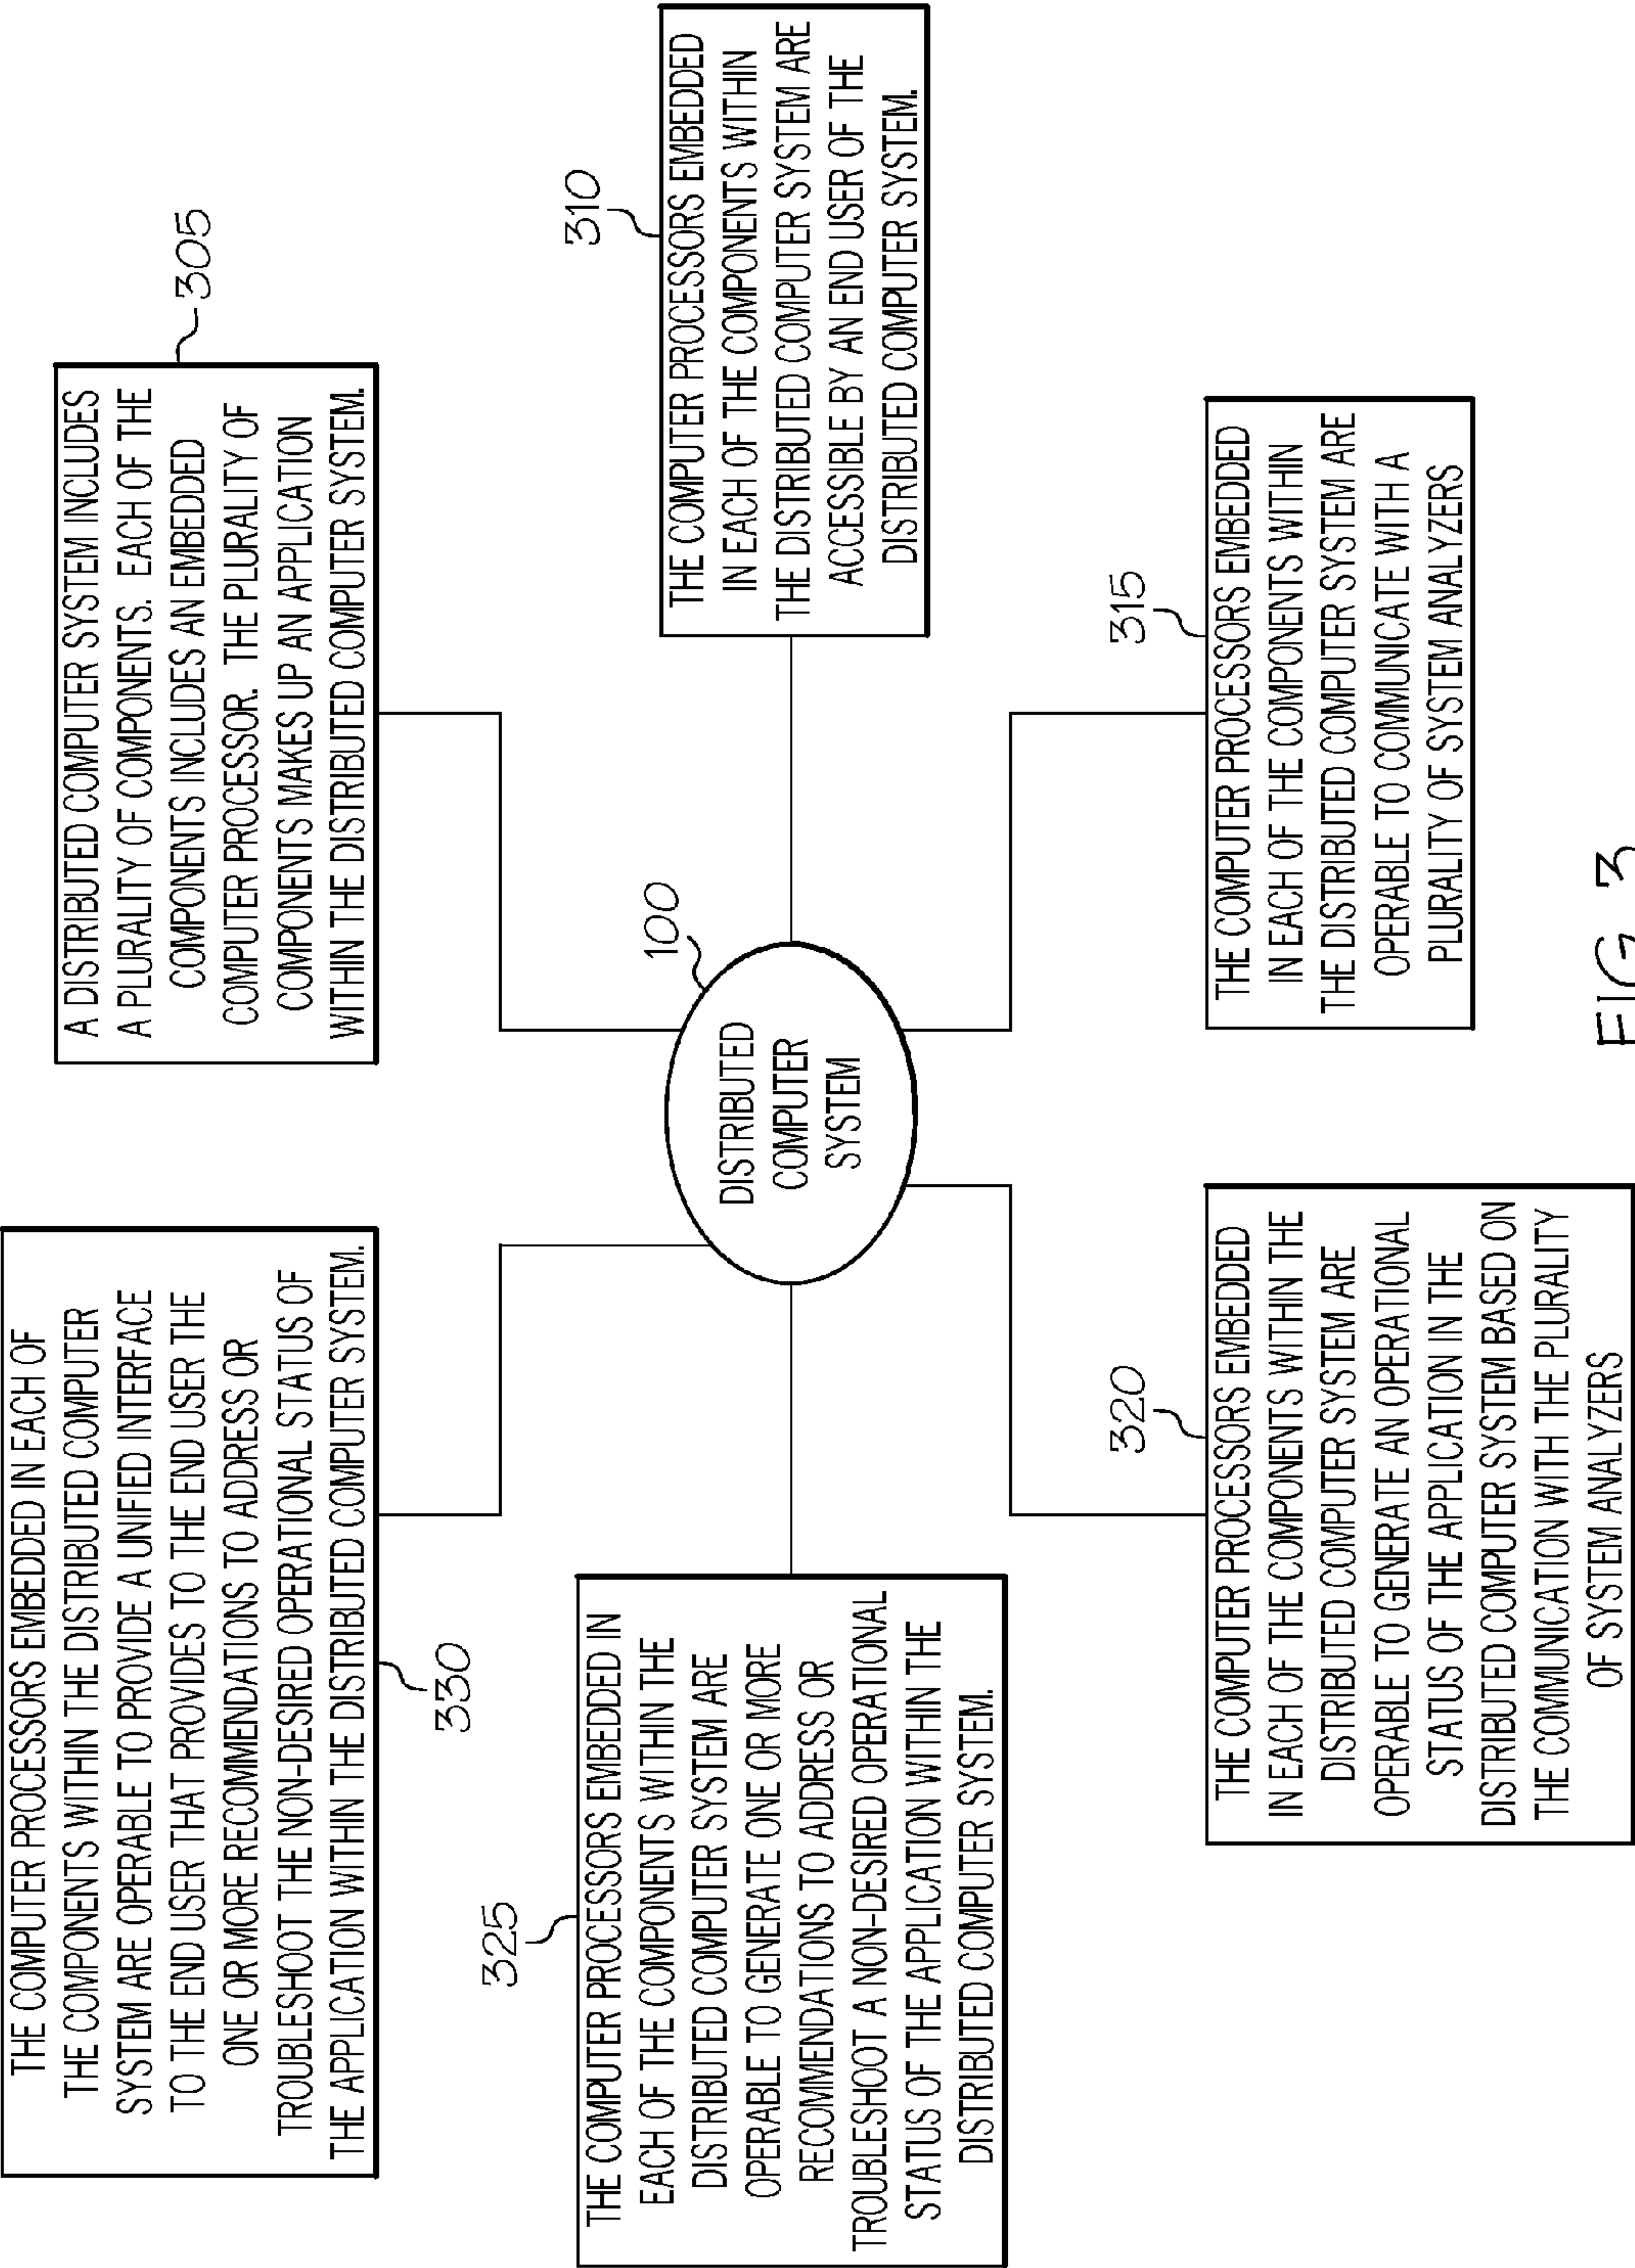 THE COMPUTER PROCESSORS EMBEDDED IN EACH OF
THE COMPONENTS WITHIN THE DISTRIBUTED COMPUTER
SYSTEM ARE OPERABLE TO PROVIDE A UNIFIED INTERFACE
TO THE END USER THAT PROVIDES TO THE END USER THE
ONE OR MORE RECOMMENDATIONS TO ADDRESS OR
TROUBLESHOOT THE NON-DESIRED OPERATIONAL STATUS OF
THE APPLICATION WITHIN THE DISTRIBUTED COMPUTER SYSTEM.
330
A DISTRIBUTED COMPUTER SYSTEM INCLUDES
A PLURALITY OF COMPONENTS. EACH OF THE
COMPONENTS INCLUDES AN EMBEDDED
COMPUTER PROCESSOR. THE PLURALITY OF
COMPONENTS MAKES UP AN APPLICATION
WITHIN THE DISTRIBUTED COMPUTER SYSTEM.
305
325
THE COMPUTER PROCESSORS EMBEDDED IN
EACH OF THE COMPONENTS WITHIN THE
DISTRIBUTED COMPUTER SYSTEM ARE
OPERABLE TO GENERATE ONE OR MORE
RECOMMENDATIONS TO ADDRESS OR
TROUBLESHOOT A NON-DESIRED OPERATIONAL
STATUS OF THE APPLICATION WITHIN THE
DISTRIBUTED COMPUTER SYSTEM.
100
DISTRIBUTED
COMPUTER
SYSTEM
310
THE COMPUTER PROCESSORS EMBEDDED
IN EACH OF THE COMPONENTS WITHIN
THE DISTRIBUTED COMPUTER SYSTEM ARE
ACCESSIBLE BY AN END USER OF THE
DISTRIBUTED COMPUTER SYSTEM.
320
THE COMPUTER PROCESSORS EMBEDDED
IN EACH OF THE COMPONENTS WITHIN THE
DISTRIBUTED COMPUTER SYSTEM ARE
OPERABLE TO GENERATE AN OPERATIONAL
STATUS OF THE APPLICATION IN THE
DISTRIBUTED COMPUTER SYSTEM BASED ON
THE COMMUNICATION WITH THE PLURALITY
OF SYSTEM ANALYZERS
315
THE COMPUTER PROCESSORS EMBEDDED
IN EACH OF THE COMPONENTS WITHIN
THE DISTRIBUTED COMPUTER SYSTEM ARE
OPERABLE TO COMMUNICATE WITH A
PLURALITY OF SYSTEM ANALYZERS
FIG 3